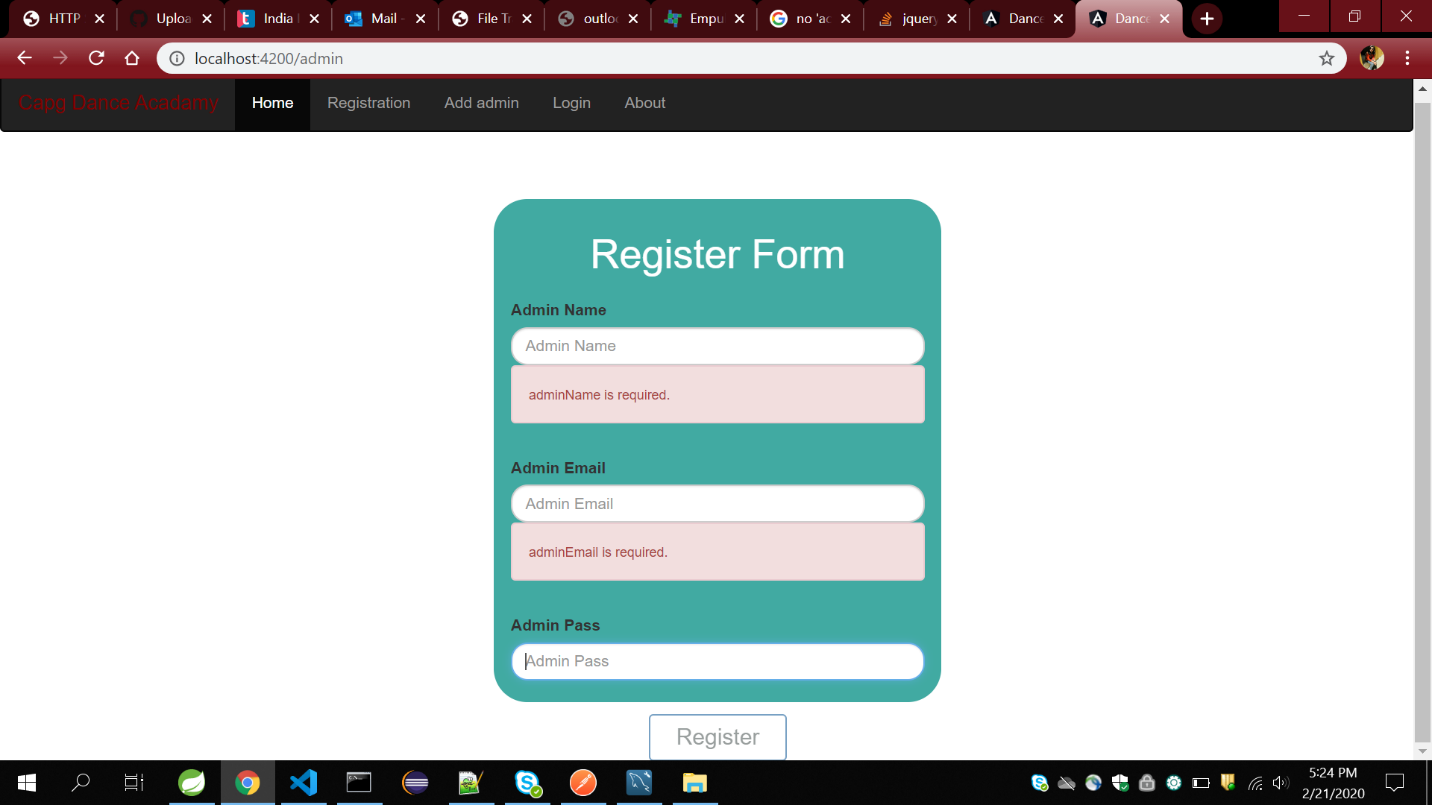 HTTP
Uploa
India
Mail
File Tr
outlo
Empu
no 'ac
jquery
Dance
Dance
localhost:4200/admin
Capg Dance Acadamy Home Registration Add admin Login About
Register Form
Admin Name
Admin Name
adminName is required.
Admin Email
Admin Email
adminEmail is required.
Admin Pass
Admin Pass
Register
5:24 PM
2/21/2020